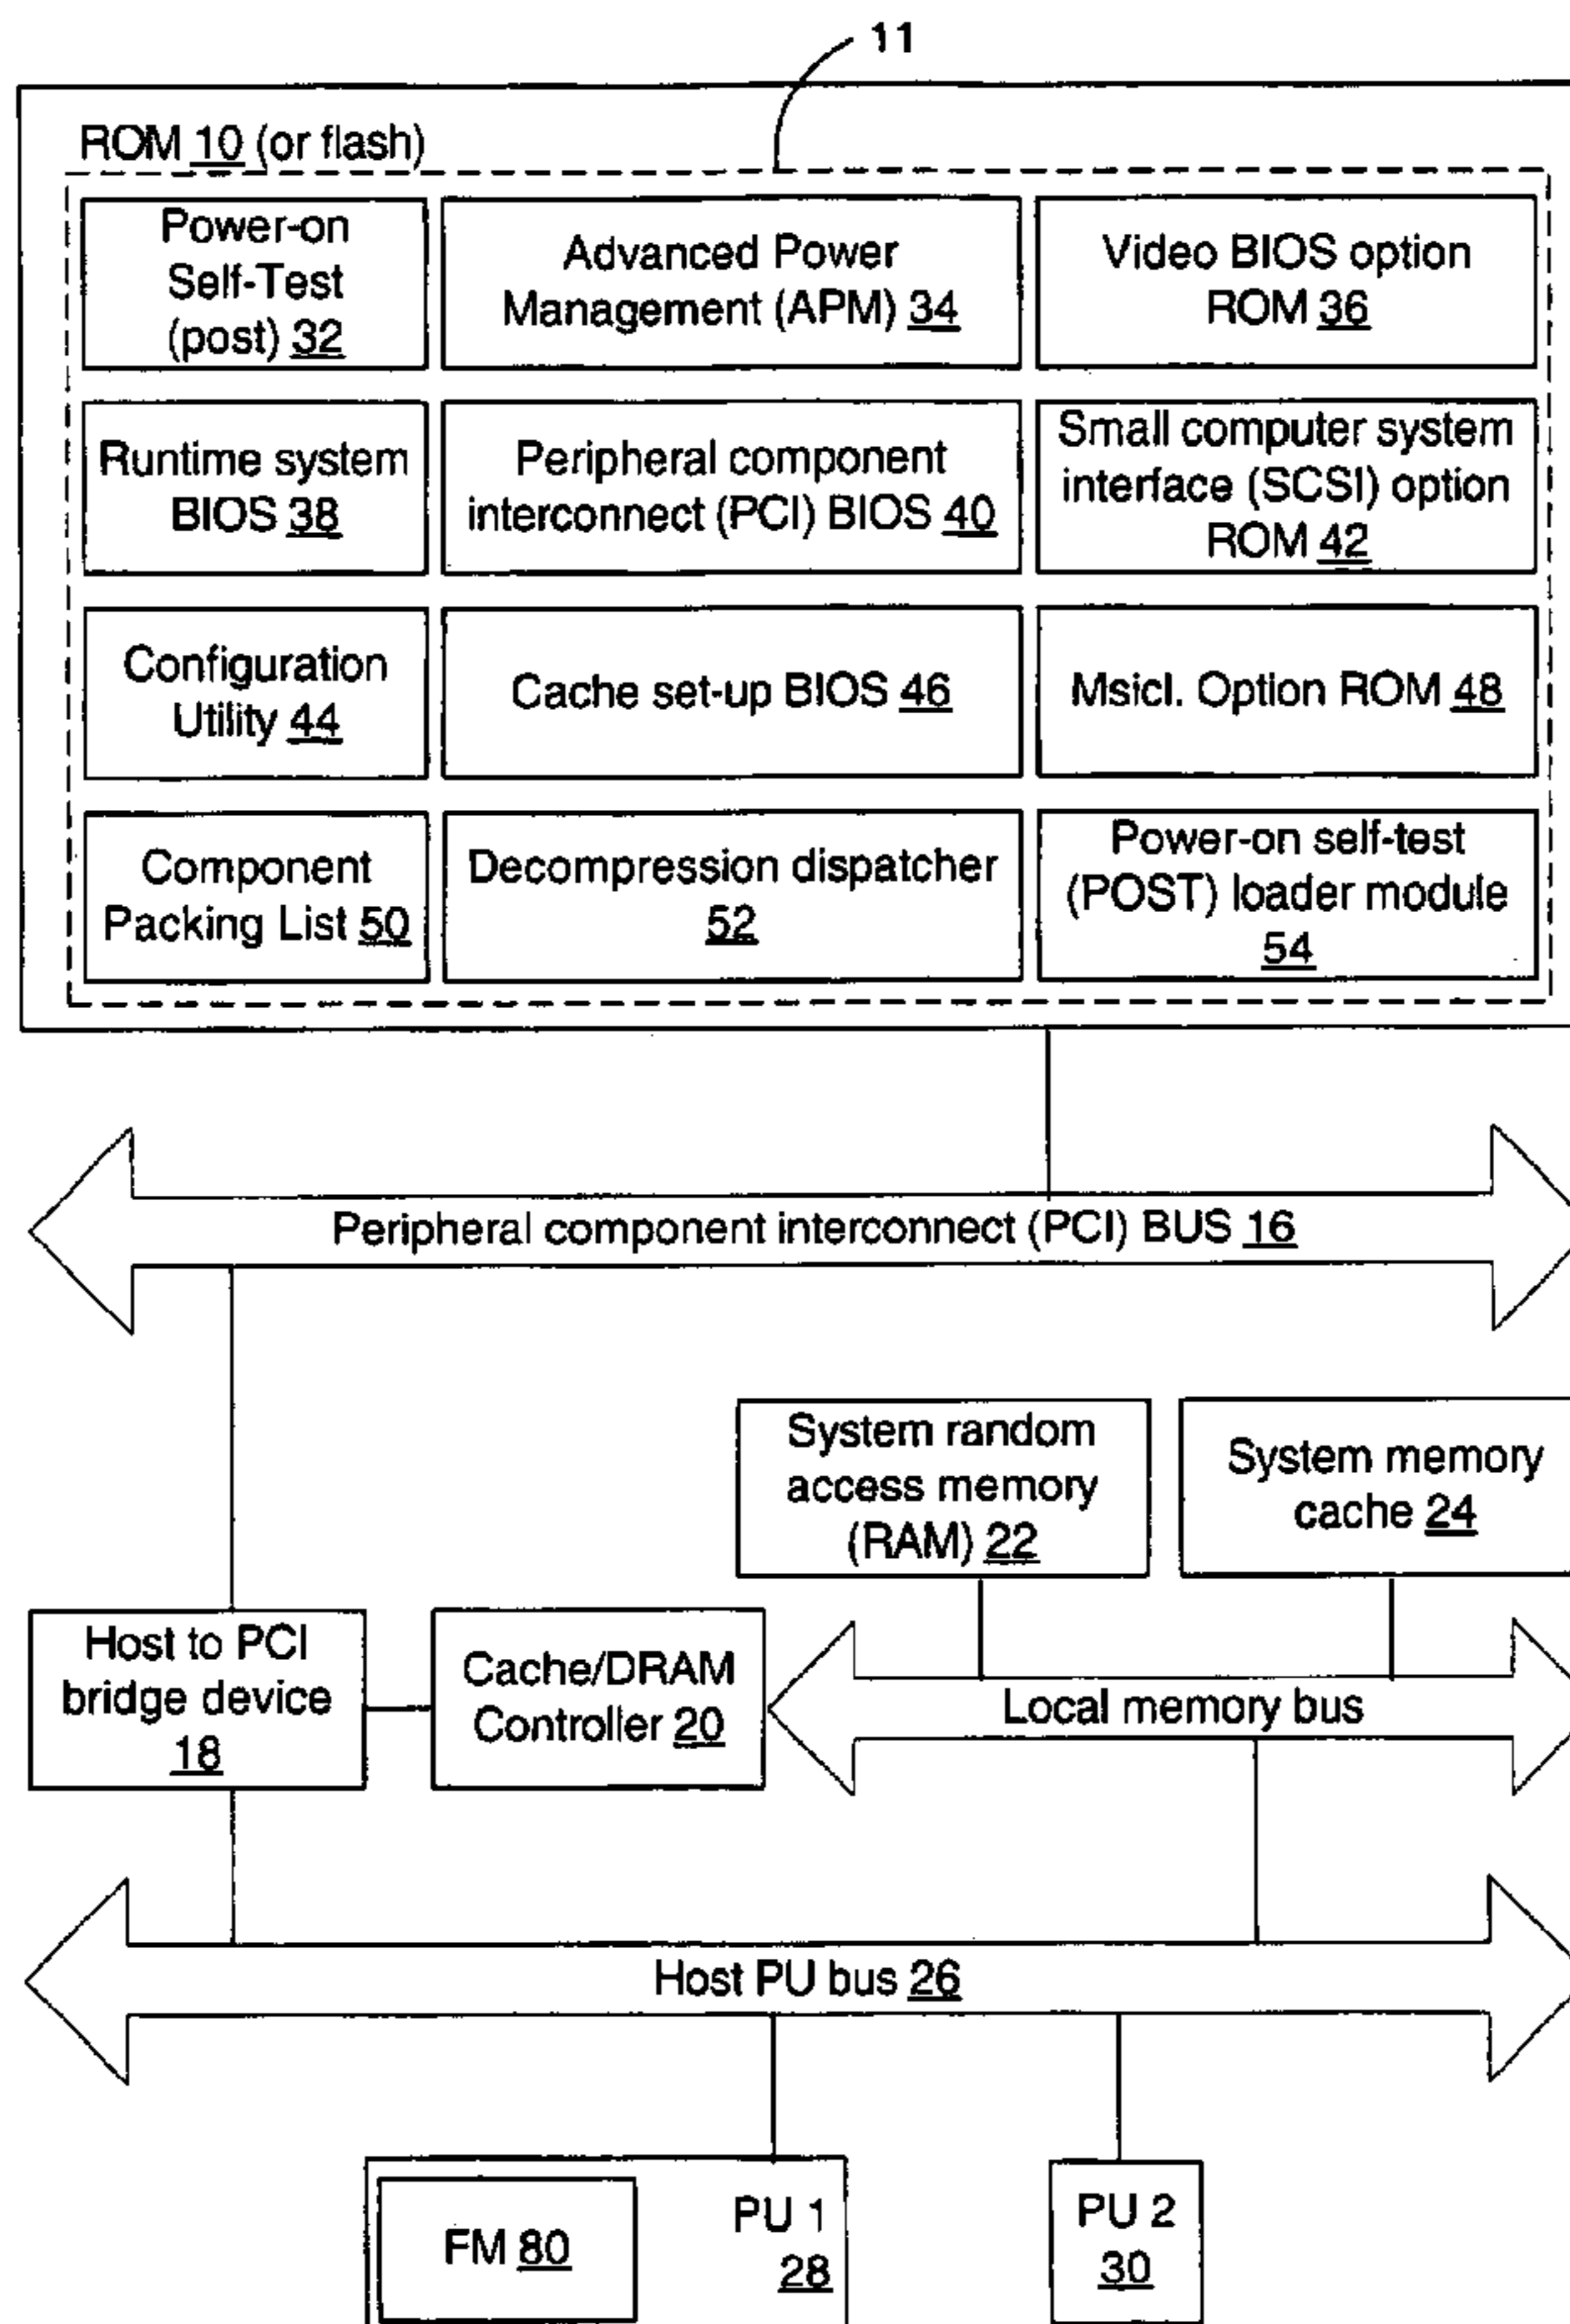 11
ROM 10 (or flash)
Power-on
Self-Test
(post) 32
Advanced Power
Management (APM) 34
Video BIOS option
ROM 36
Runtime system
BIOS 38
Peripheral component
interconnect (PCI) BIOS 40
Small computer system
interface (SCSI) option
ROM 42
Configuration
Utility 44
Cache set-up BIOS 46
Msicl. Option ROM 48
Component
Packing List 50
Decompression dispatcher
52
Power-on self-test
(POST) loader module
54
Peripheral component interconnect (PCI) BUS 16
System random
access memory
(RAM) 22
System memory
cache 24
Host to PCI
bridge device
18
Cache/DRAM
Controller 20
Local memory bus
Host PU bus 26
FM 80
PU 1
28
PU 2
30